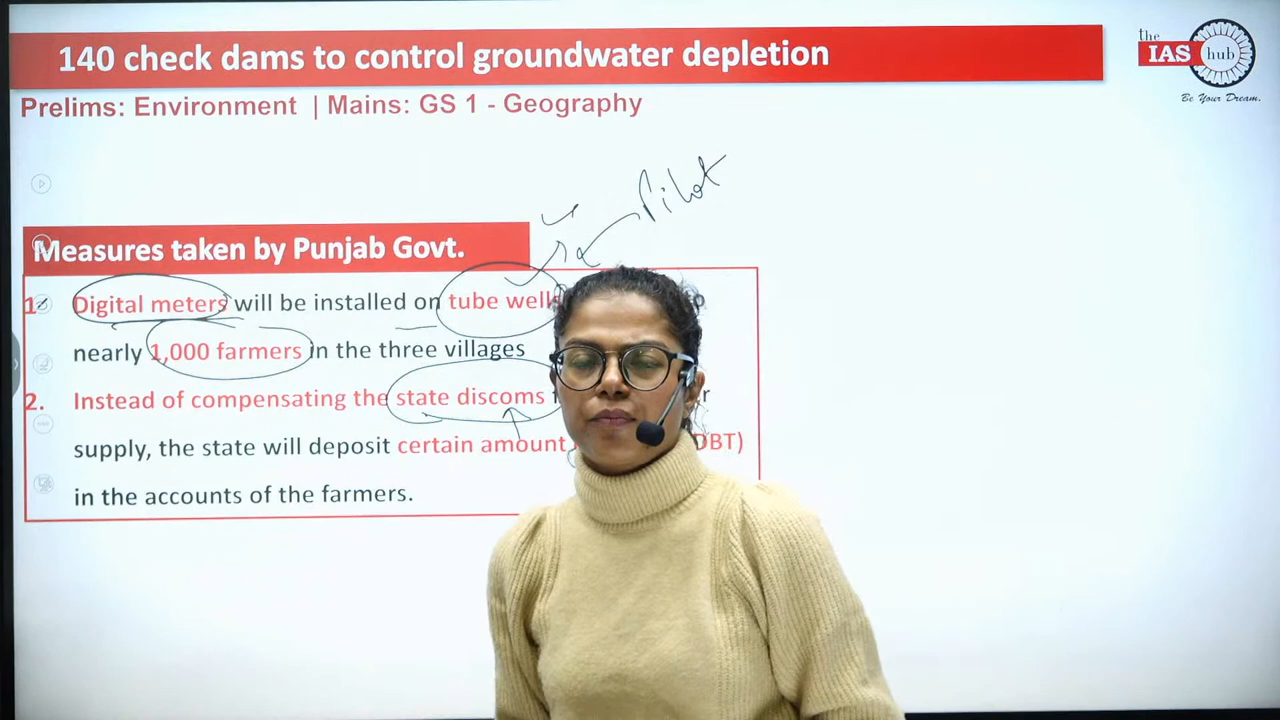 140 check dams to control groundwater depletion
the
IAS hub
Be Your Dream.
Prelims: Environment | Mains: GS 1 - Geography
Pilot
Measures taken by Punjab Govt.
1. Digital meters will be installed on tube wells
nearly 1,000 farmers in the three villages
2. Instead of compensating the state discoms
supply, the state will deposit certain amount DBT)
in the accounts of the farmers.